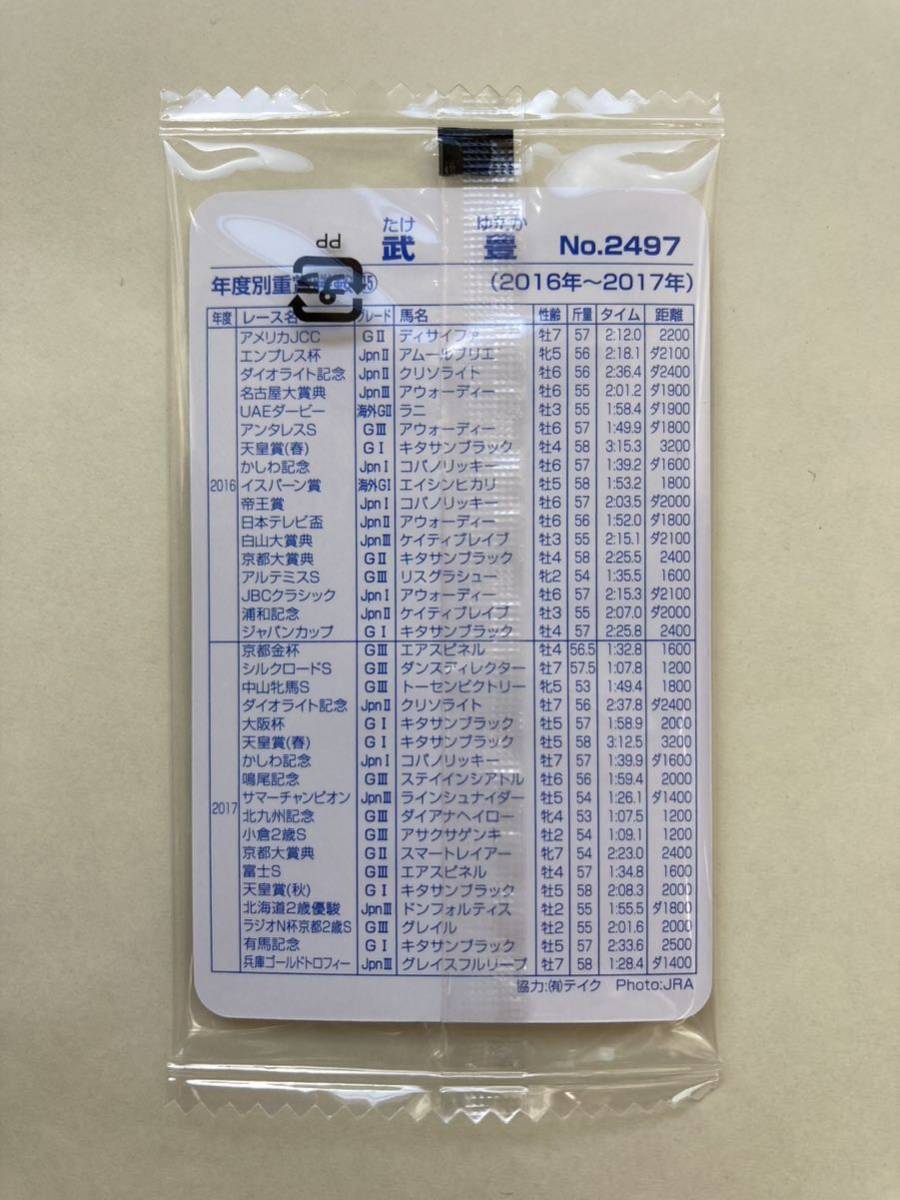 たけ ゆたか
PP 武 豊 No.2497
年度別重賞 45 (2016年～2017年)
年度 レース名 グレード 馬名 性齢 斤量 タイム 距離
アメリカJCC GⅡ ディサイファ 牡7 57 2:12.0 2200
エンプレス杯 JpnⅡ アムールブリエ 牝5 56 2:18.1 ダ2100
ダイオライト記念 JpnⅡ クリソライト 牡6 56 2:36.4 ダ2400
名古屋大賞典 JpnⅢ アウォーディー 牡6 55 2:01.2 ダ1900
UAEダービー 海外GⅡ ラニ 牡3 55 1:58.4 ダ1900
アンタレスS GⅢ アウォーディー 牡6 57 1:49.9 ダ1800
天皇賞(春) GⅠ キタサンブラック 牡4 58 3:15.3 3200
かしわ記念 JpnⅠ コパノリッキー 牡6 57 1:39.2 ダ1600
2016 イスパーン賞 海外GⅠ エイシンヒカリ 牡5 58 1:53.2 1800
帝王賞 JpnⅠ コパノリッキー 牡6 57 2:03.5 ダ2000
日本テレビ盃 JpnⅡ アウォーディー 牡6 56 1:52.0 ダ1800
白山大賞典 JpnⅢ ケイティブレイブ 牡3 55 2:15.1 ダ2100
京都大賞典 GⅡ キタサンブラック 牡4 58 2:25.5 2400
アルテミスS GⅢ リスグラシュー 牝2 54 1:35.5 1600
JBCクラシック JpnⅠ アウォーディー 牡6 57 2:15.3 ダ2100
浦和記念 JpnⅡ ケイティブレイブ 牡3 55 2:07.0 ダ2000
ジャパンカップ GⅠ キタサンブラック 牡4 57 2:25.8 2400
京都金杯 GⅢ エアスピネル 牡4 56.5 1:32.8 1600
シルクロードS GⅢ ダンスディレクター 牡7 57.5 1:07.8 1200
中山牝馬S GⅢ トーセンビクトリー 牝5 53 1:49.4 1800
ダイオライト記念 JpnⅡ クリソライト 牡7 56 2:37.8 ダ2400
大阪杯 GⅠ キタサンブラック 牡5 57 1:58.9 2000
天皇賞(春) GⅠ キタサンブラック 牡5 58 3:12.5 3200
かしわ記念 JpnⅠ コパノリッキー 牡7 57 1:39.9 ダ1600
鳴尾記念 GⅢ ステイインシアトル 牡6 56 1:59.4 2000
サマーチャンピオン JpnⅢ ラインシュナイダー 牡5 54 1:26.1 ダ1400
2017 北九州記念 GⅢ ダイアナヘイロー 牝4 53 1:07.5 1200
小倉2歳S GⅢ アサクサゲンキ 牡2 54 1:09.1 1200
京都大賞典 GⅡ スマートレイアー 牝7 54 2:23.0 2400
富士S GⅢ エアスピネル 牡4 57 1:34.8 1600
天皇賞(秋) GⅠ キタサンブラック 牡5 58 2:08.3 2000
北海道2歳優駿 JpnⅢ ドンフォルティス 牡2 55 1:55.5 ダ1800
ラジオN杯京都2歳S GⅢ グレイル 牡2 55 2:01.6 2000
有馬記念 GⅠ キタサンブラック 牡5 57 2:33.6 2500
兵庫ゴールドトロフィー JpnⅢ グレイスフルリープ 牡7 58 1:28.4 ダ1400
協力:㈲テイク Photo:JRA